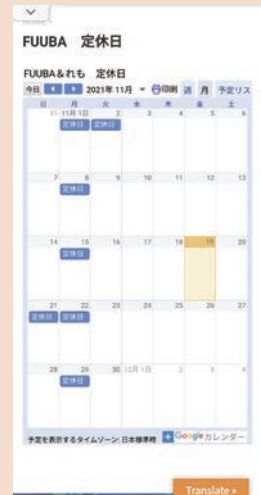 FUUBA 定休日
FUUBA&れも 定休日
今日 2021年 11月 印刷 週 月 予定リス
日 月 火 水 木 金 土
31 11月 1日 2 3 4 5 6
定休日 定休日
7 8 9 10 11 12 13
定休日
14 15 16 17 18 19 20
定休日
21 22 23 24 25 26 27
定休日 定休日
28 29 30 12月 1日 2 3 4
定休日
予定を表示するタイムゾーン: 日本標準時 Googleカレンダー
Translate »